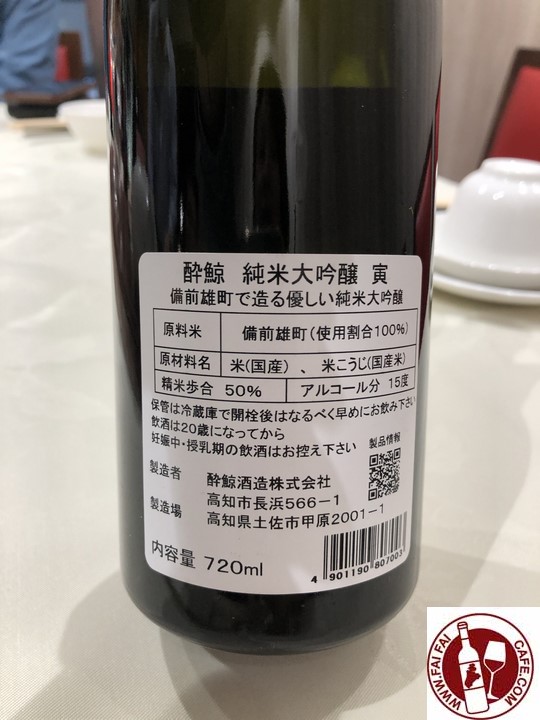 酔鯨 純米大吟醸 寅
備前雄町で造る優しい純米大吟醸
原料米 備前雄町(使用割合100%)
原材料名 米(国産)、米こうじ(国産米)
精米歩合 50% アルコール分 15度
保管は冷蔵庫で開栓後はなるべく早めにお飲み下さい
飲酒は20歳になってから
妊娠中・授乳期の飲酒はお控え下さい
製品情報
製造者 酔鯨酒造株式会社
高知市長浜566-1
製造場 高知県土佐市甲原2001-1
内容量 720ml
4 901190 807003
WWW.FAI FAI CAFE.COM